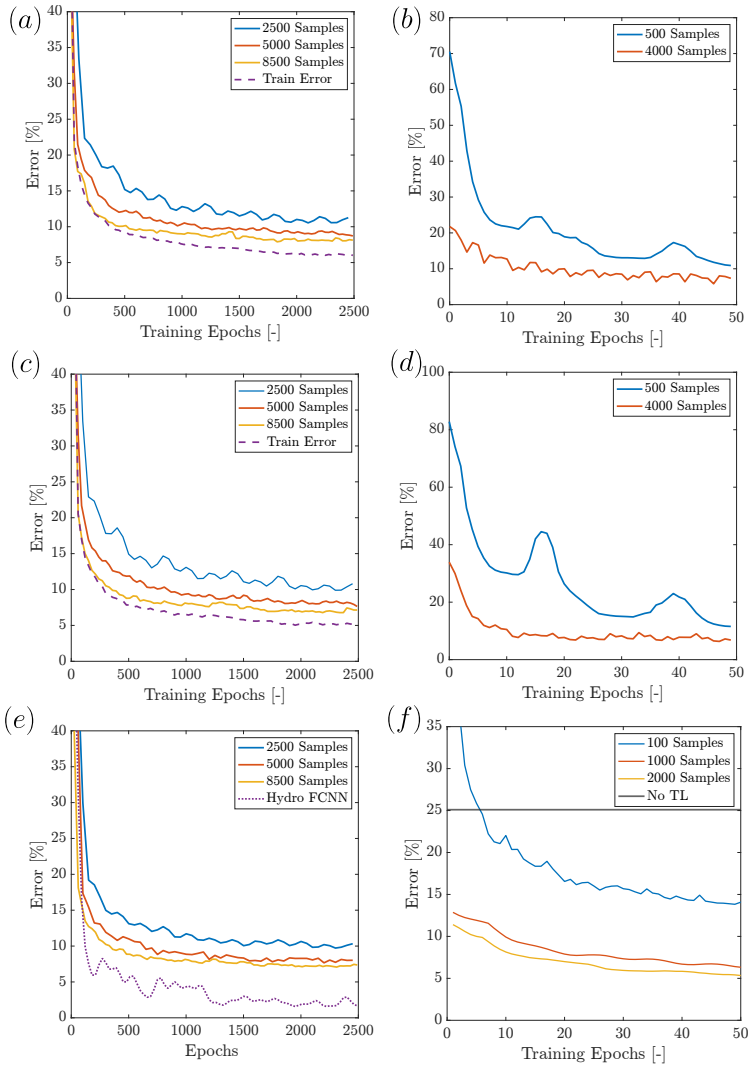 (a)
40
35
30
25
20
15
10
5
0
Error [%]
0 500 1000 1500 2000 2500
Training Epochs [-]
2500 Samples
5000 Samples
8500 Samples
Train Error
(b)
80
70
60
50
40
30
20
10
0
Error [%]
0 10 20 30 40 50
Training Epochs [-]
500 Samples
4000 Samples
(c)
40
35
30
25
20
15
10
5
0
Error [%]
0 500 1000 1500 2000 2500
Training Epochs [-]
2500 Samples
5000 Samples
8500 Samples
Train Error
(d)
100
80
60
40
20
0
Error [%]
0 10 20 30 40 50
Training Epochs [-]
500 Samples
4000 Samples
(e)
40
35
30
25
20
15
10
5
0
Error [%]
0 500 1000 1500 2000 2500
Epochs
2500 Samples
5000 Samples
8500 Samples
Hydro FCNN
(f)
35
30
25
20
15
10
5
0
Error [%]
0 10 20 30 40 50
Training Epochs [-]
100 Samples
1000 Samples
2000 Samples
No TL